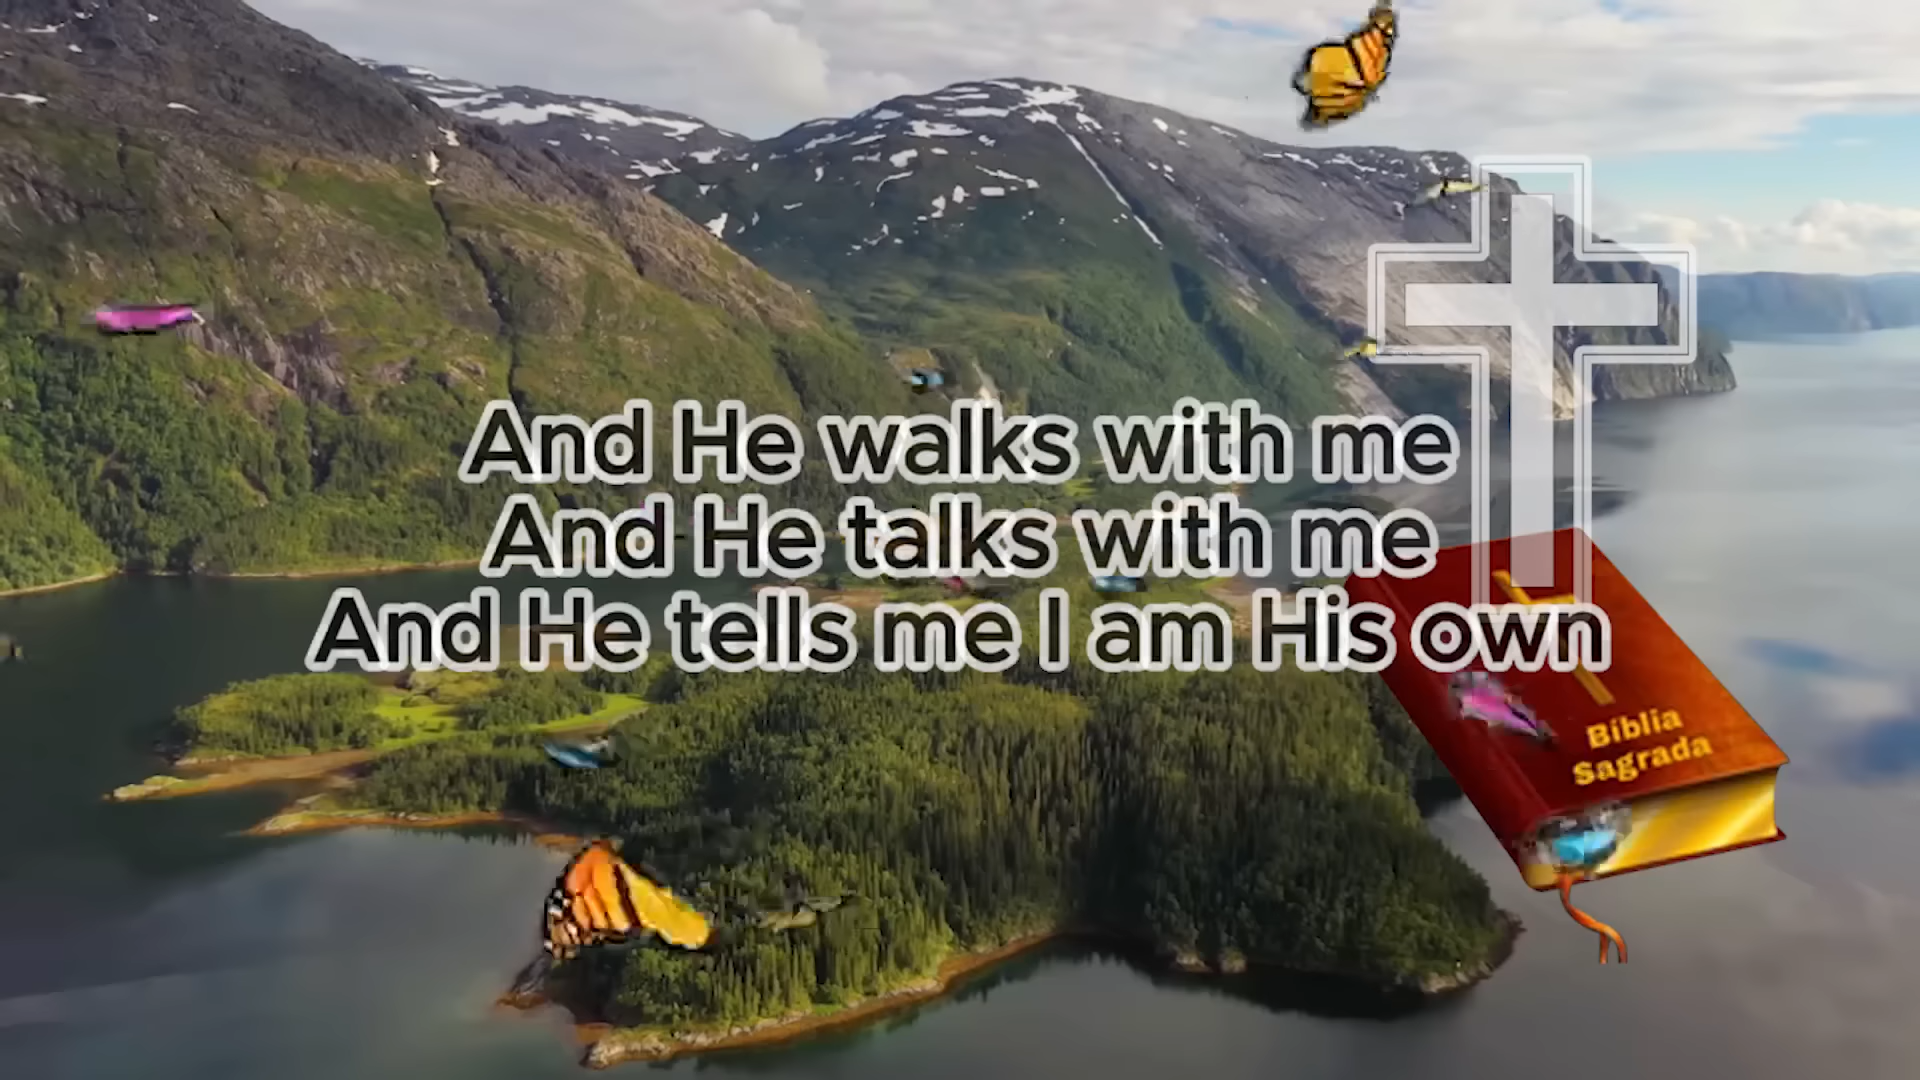 And He walks with me
And He talks with me
And He tells me I am His own
Bíblia
Sagrada